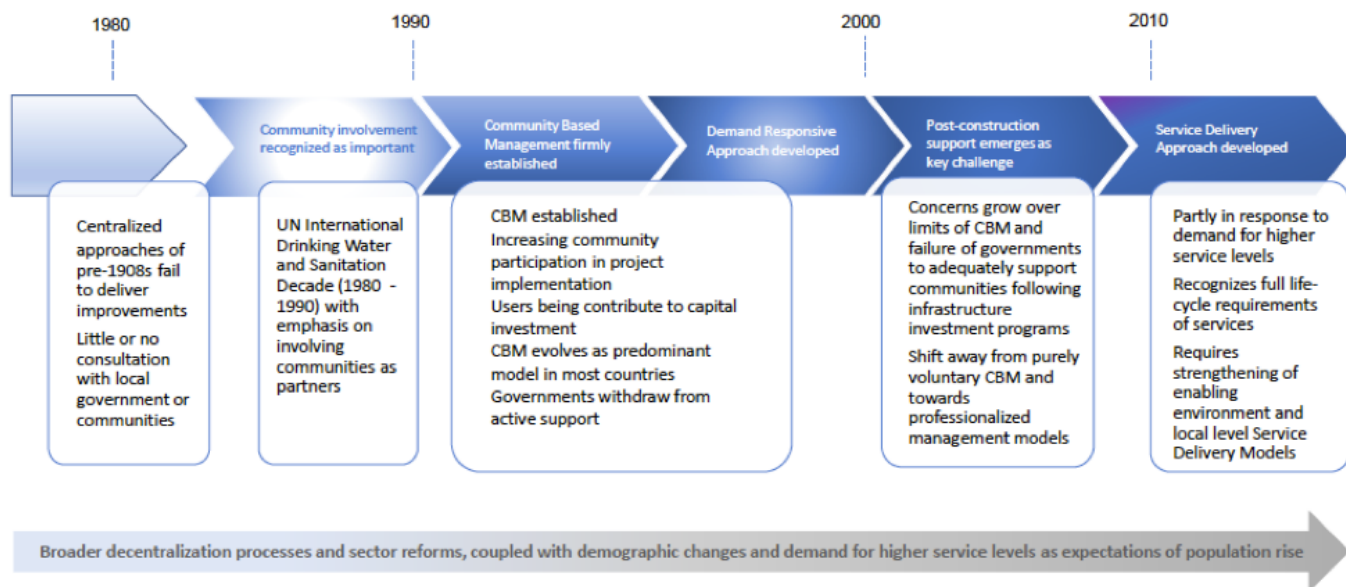 1980
1990
2000
2010
Community involvement
recognized as important
Community Based
Management firmly
established
Demand Responsive
Approach developed
Post-construction
support emerges as
key challenge
Service Delivery
Approach developed
Centralized
approaches of
pre-1908s fail
to deliver
improvements
Little or no
consultation
with local
government or
communities
UN International
Drinking Water
and Sanitation
Decade (1980 -
1990) with
emphasis on
involving
communities as
partners
CBM established
Increasing community
participation in project
implementation
Users being contribute to capital
investment
CBM evolves as predominant
model in most countries
Governments withdraw from
active support
Concerns grow over
limits of CBM and
failure of governments
to adequately support
communities following
infrastructure
investment programs
Shift away from purely
voluntary CBM and
towards
professionalized
management models
Partly in response to
demand for higher
service levels
Recognizes full life-
cycle requirements
of services
Requires
strengthening of
enabling
environment and
local level Service
Delivery Models
Broader decentralization processes and sector reforms, coupled with demographic changes and demand for higher service levels as expectations of population rise